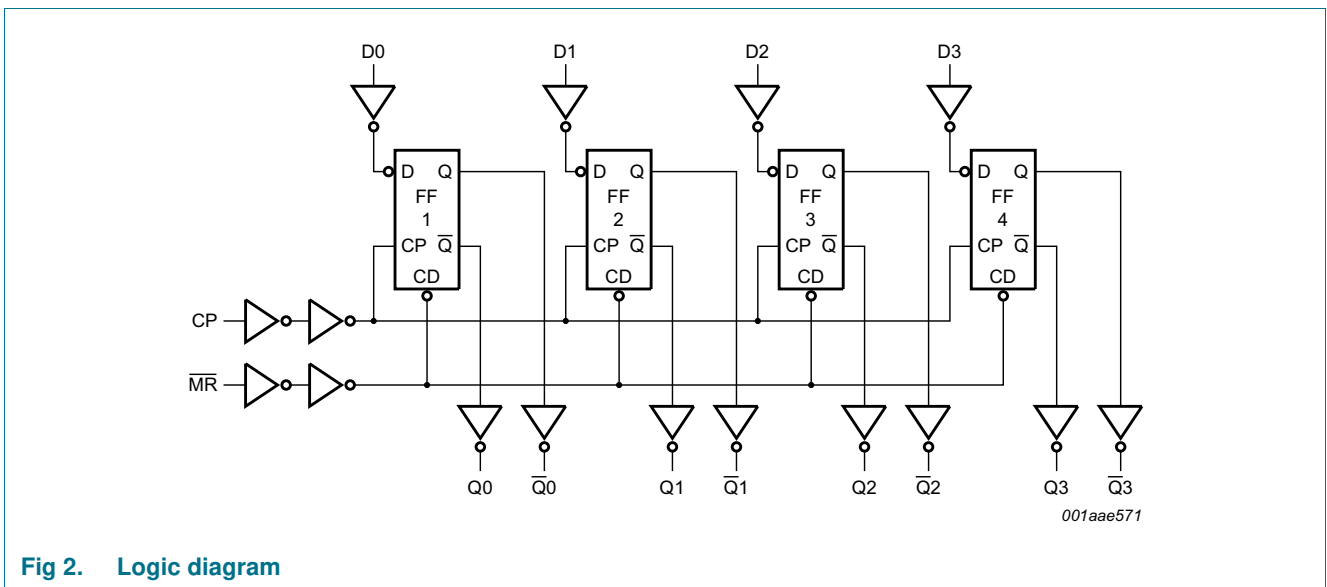 D0 D1 D2 D3
D Q D Q D Q D Q
FF FF FF FF
1 2 3 4
CP Q̅ CP Q̅ CP Q̅ CP Q̅
CD CD CD CD
CP
M̅R̅
Q0 Q̅0 Q1 Q̅1 Q2 Q̅2 Q3 Q̅3
001aae571
Fig 2. Logic diagram